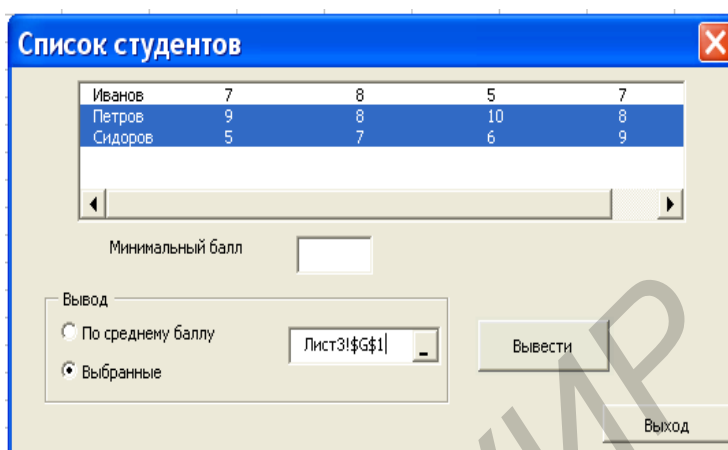 Список студентов
Иванов 7 8 5 7
Петров 9 8 10 8
Сидоров 5 7 6 9
Минимальный балл
Вывод
По среднему баллу
Лист3!$G$1
Выбранные
Вывести
Выход